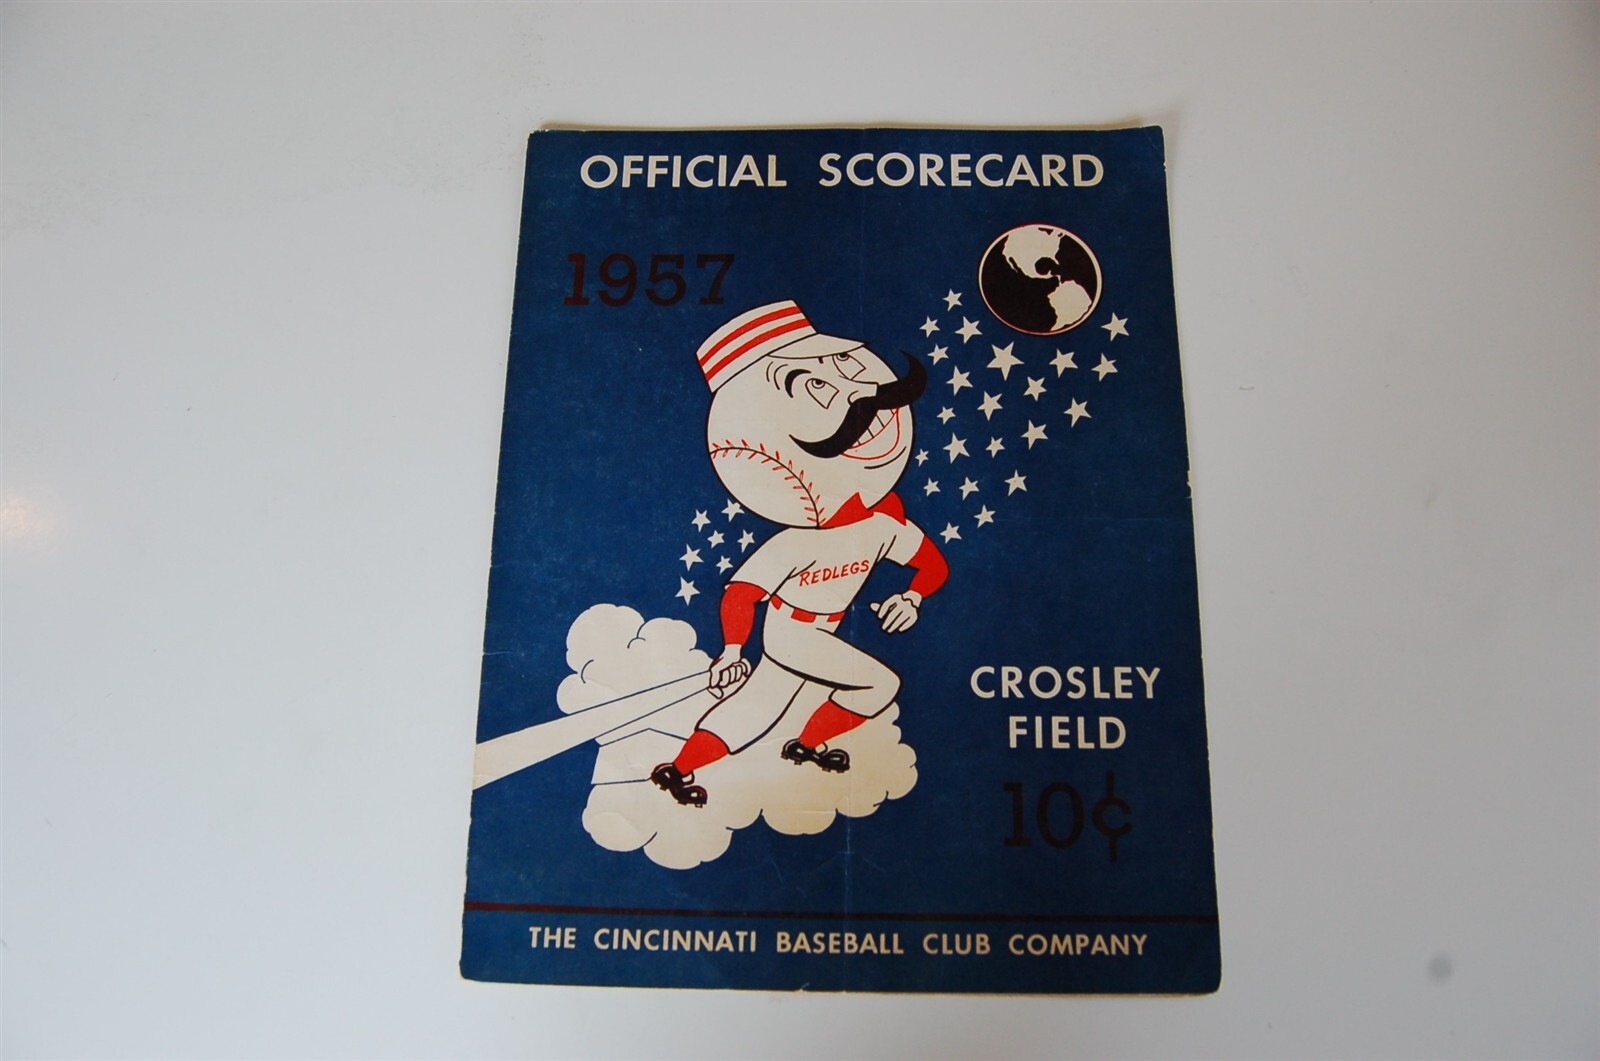 OFFICIAL SCORECARD
1957
REDLEGS
CROSLEY
FIELD
10¢
THE CINCINNATI BASEBALL CLUB COMPANY